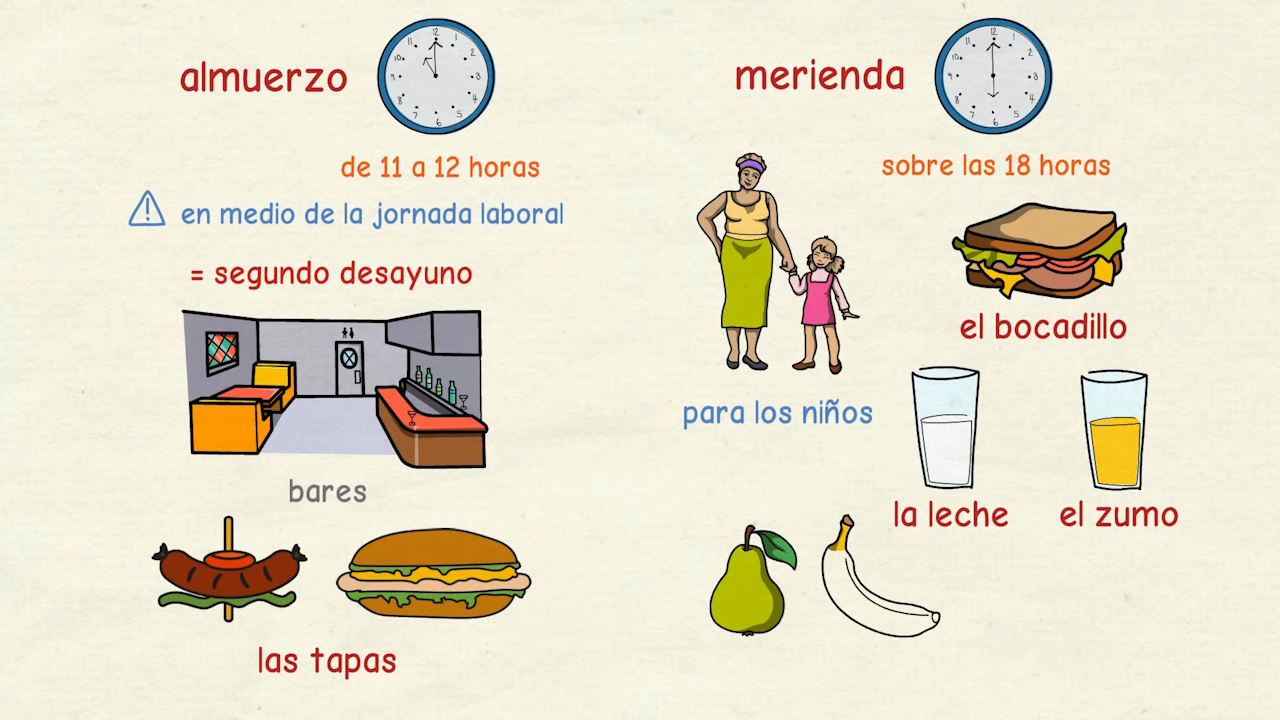 almuerzo
de 11 a 12 horas
en medio de la jornada laboral
= segundo desayuno
bares
las tapas
merienda
sobre las 18 horas
el bocadillo
para los niños
la leche
el zumo